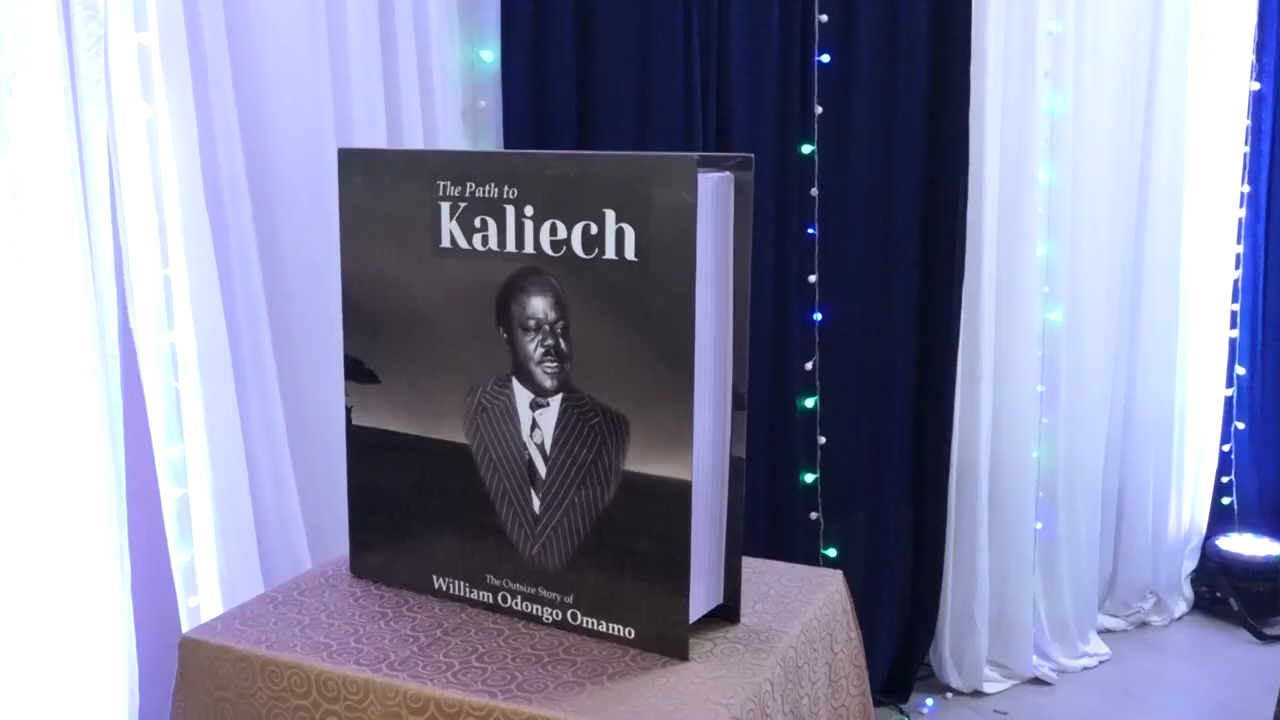 The Path to
Kaliech
The Outsize Story of
William Odongo Omamo